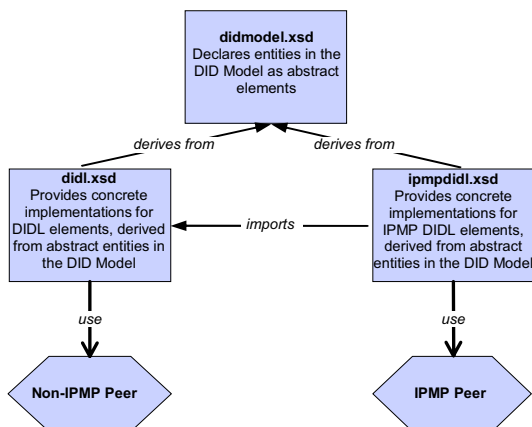 didmodel.xsd
Declares entities in the
DID Model as abstract
elements
derives from
derives from
didl.xsd
Provides concrete
implementations for
DIDL elements, derived
from abstract entities in
the DID Model
imports
ipmpdidl.xsd
Provides concrete
implementations for
IPMP DIDL elements,
derived from abstract
entities in the DID Model
use
use
Non-IPMP Peer
IPMP Peer